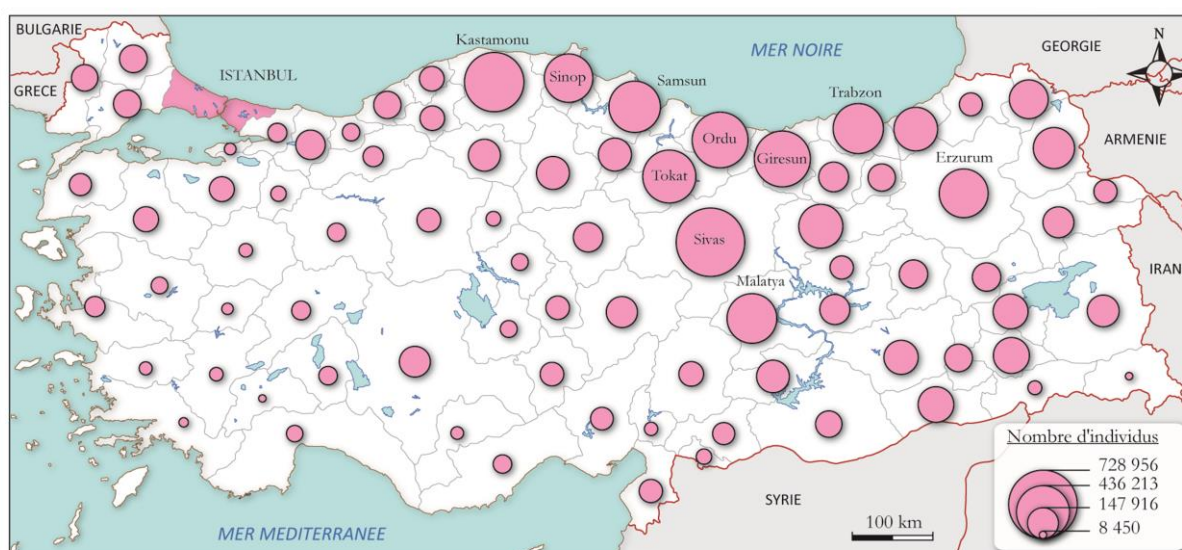 BULGARIE
GRECE
ISTANBUL
Kastamonu
Sinop
MER NOIRE
Samsun
Ordu
Giresun
Trabzon
Tokat
Erzurum
Sivas
Malatya
GEORGIE
ARMENIE
IRAN
SYRIE
MER MEDITERRANEE
100 km
Nombre d'individus
728 956
436 213
147 916
8 450
N